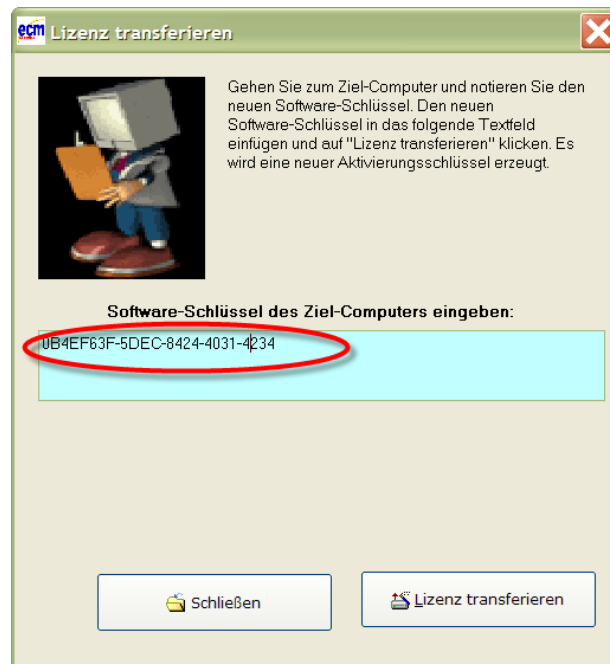 ecm Lizenz transferieren
Gehen Sie zum Ziel-Computer und notieren Sie den
neuen Software-Schlüssel. Den neuen
Software-Schlüssel in das folgende Textfeld
einfügen und auf "Lizenz transferieren" klicken. Es
wird eine neuer Aktivierungsschlüssel erzeugt.
Software-Schlüssel des Ziel-Computers eingeben:
0B4EF63F-5DEC-8424-4031-4234
Schließen
Lizenz transferieren